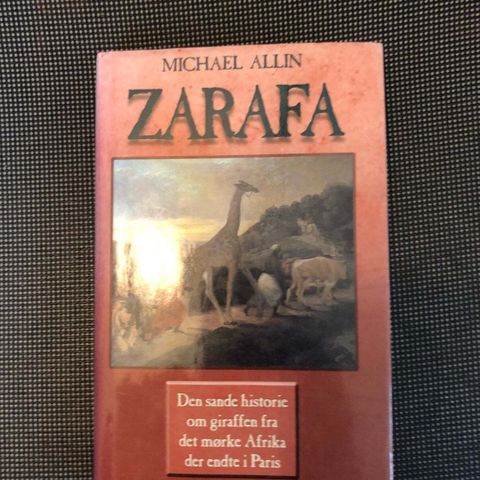 MICHAEL ALLIN
ZARAFA
Den sande historie
om giraffen fra
det mørke Afrika
der endte i Paris